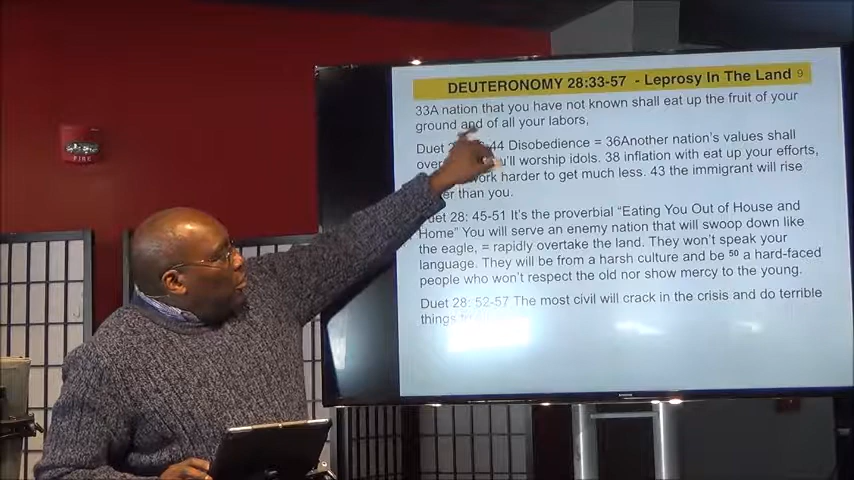 DEUTERONOMY 28:33-57 - Leprosy In The Land 9
33A nation that you have not known shall eat up the fruit of your
ground and of all your labors,
Duet 44 Disobedience = 36Another nation's values shall
worship idols. 38 inflation with eat up your efforts,
work harder to get much less. 43 the immigrant will rise
than you.
Duet 28: 45-51 It's the proverbial "Eating You Out of House and
Home" You will serve an enemy nation that will swoop down like
the eagle, = rapidly overtake the land. They won't speak your
language. They will be from a harsh culture and be 50 a hard-faced
people who won't respect the old nor show mercy to the young.
Duet 28: 52-57 The most civil will crack in the crisis and do terrible
things
FIRE